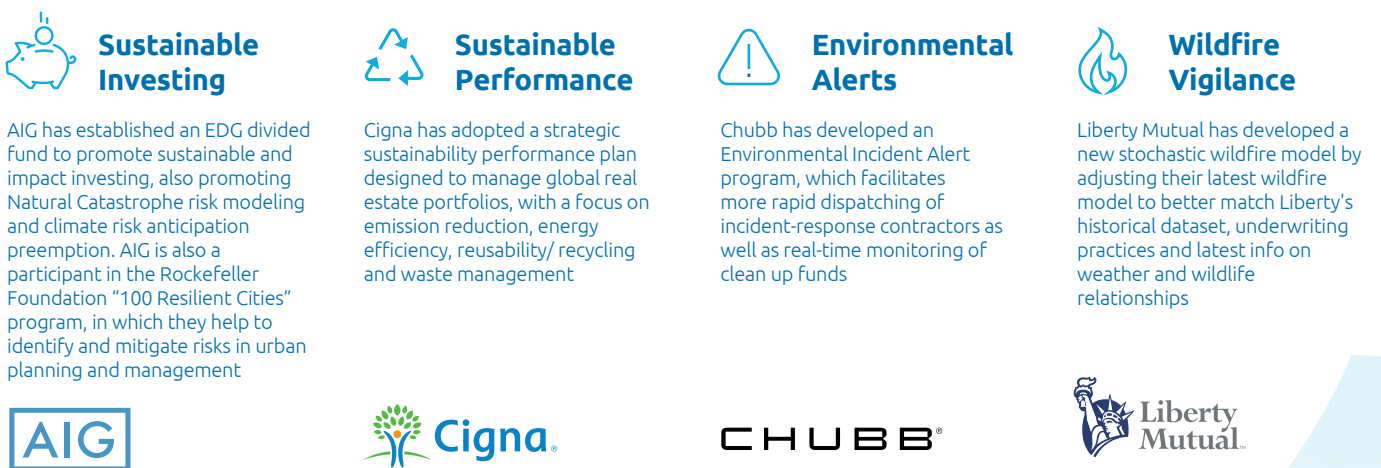 Sustainable
Investing
AIG has established an EDG divided
fund to promote sustainable and
impact investing, also promoting
Natural Catastrophe risk modeling
and climate risk anticipation
preemption. AIG is also a
participant in the Rockefeller
Foundation “100 Resilient Cities”
program, in which they help to
identify and mitigate risks in urban
planning and management
AIG
Sustainable
Performance
Cigna has adopted a strategic
sustainability performance plan
designed to manage global real
estate portfolios, with a focus on
emission reduction, energy
efficiency, reusability/ recycling
and waste management
Cigna®
Environmental
Alerts
Chubb has developed an
Environmental Incident Alert
program, which facilitates
more rapid dispatching of
incident-response contractors as
well as real-time monitoring of
clean up funds
CHUBB®
Wildfire
Vigilance
Liberty Mutual has developed a
new stochastic wildfire model by
adjusting their latest wildfire
model to better match Liberty's
historical dataset, underwriting
practices and latest info on
weather and wildlife
relationships
Liberty
Mutual™